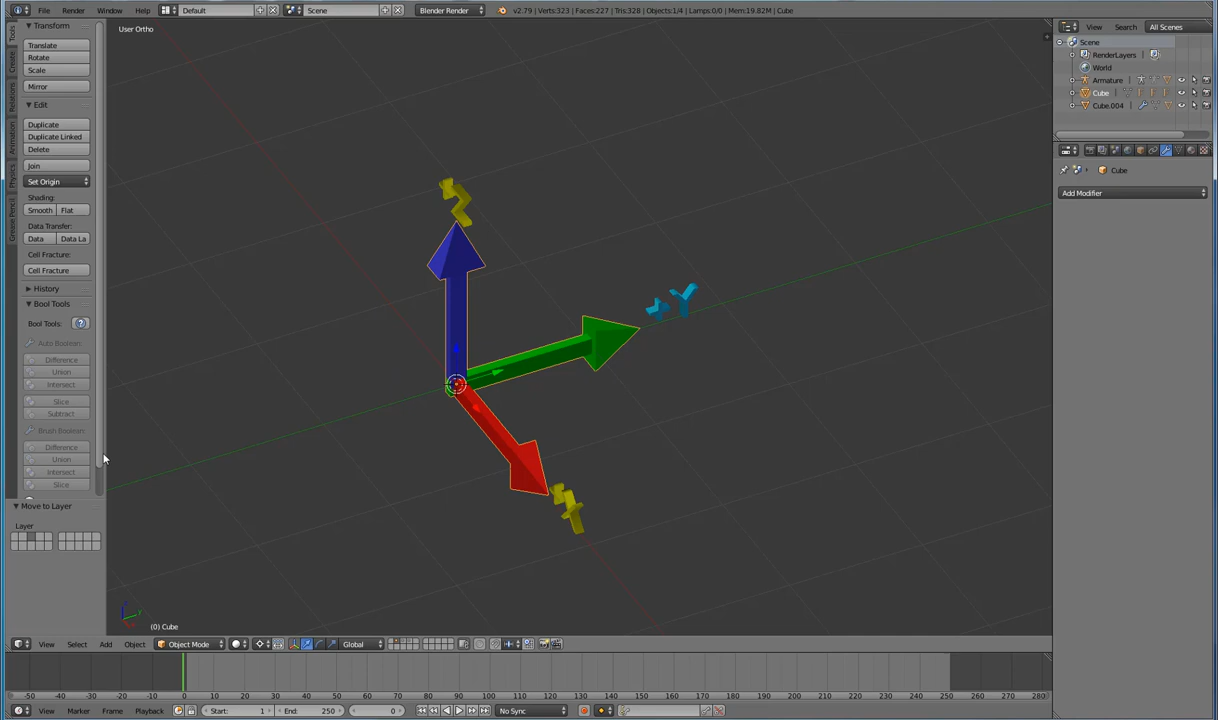 File Render Window Help Default Scene Blender Render v2.79 | Verts:323 | Faces:227 | Tris:328 | Objects:1/4 | Lamps:0/0 | Mem:19.82M | Cube
View Search All Scenes
Transform
Translate
Rotate
Scale
Mirror
Edit
Duplicate
Duplicate Linked
Delete
Join
Set Origin
Shading:
Smooth Flat
Data Transfer:
Data Data La
Cell Fracture:
Cell Fracture
History
Bool Tools
Bool Tools:
Auto Boolean:
Difference
Union
Intersect
Slice
Subtract
Brush Boolean:
Difference
Union
Intersect
Slice
Move to Layer
Layer
Tools
Create
Relations
Animation
Physics
Grease Pencil
User Ortho
+Z
+Y
+X
(0) Cube
Scene
RenderLayers
World
Armature
Cube
Cube.004
Cube
Add Modifier
View Select Add Object Object Mode Global
-50 -40 -30 -20 -10 0 10 20 30 40 50 60 70 80 90 100 110 120 130 140 150 160 170 180 190 200 210 220 230 240 250 260 270 280
View Marker Frame Playback Start: 1 End: 250 0 No Sync